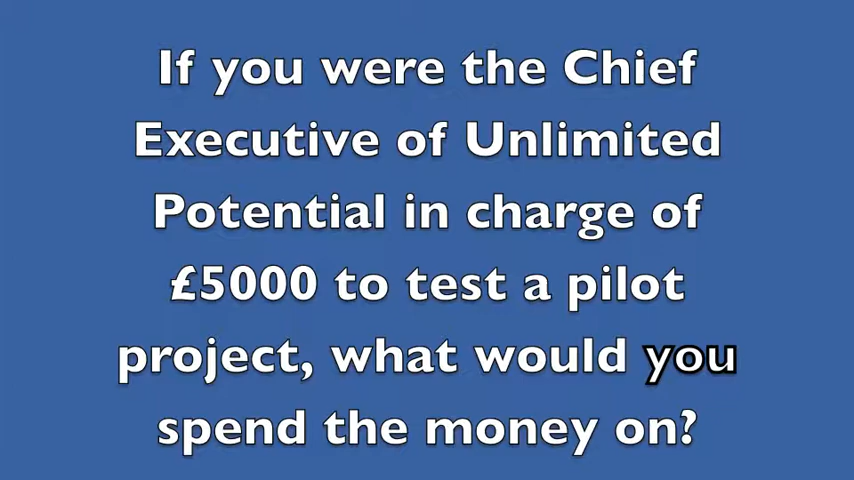 If you were the Chief
Executive of Unlimited
Potential in charge of
£5000 to test a pilot
project, what would you
spend the money on?